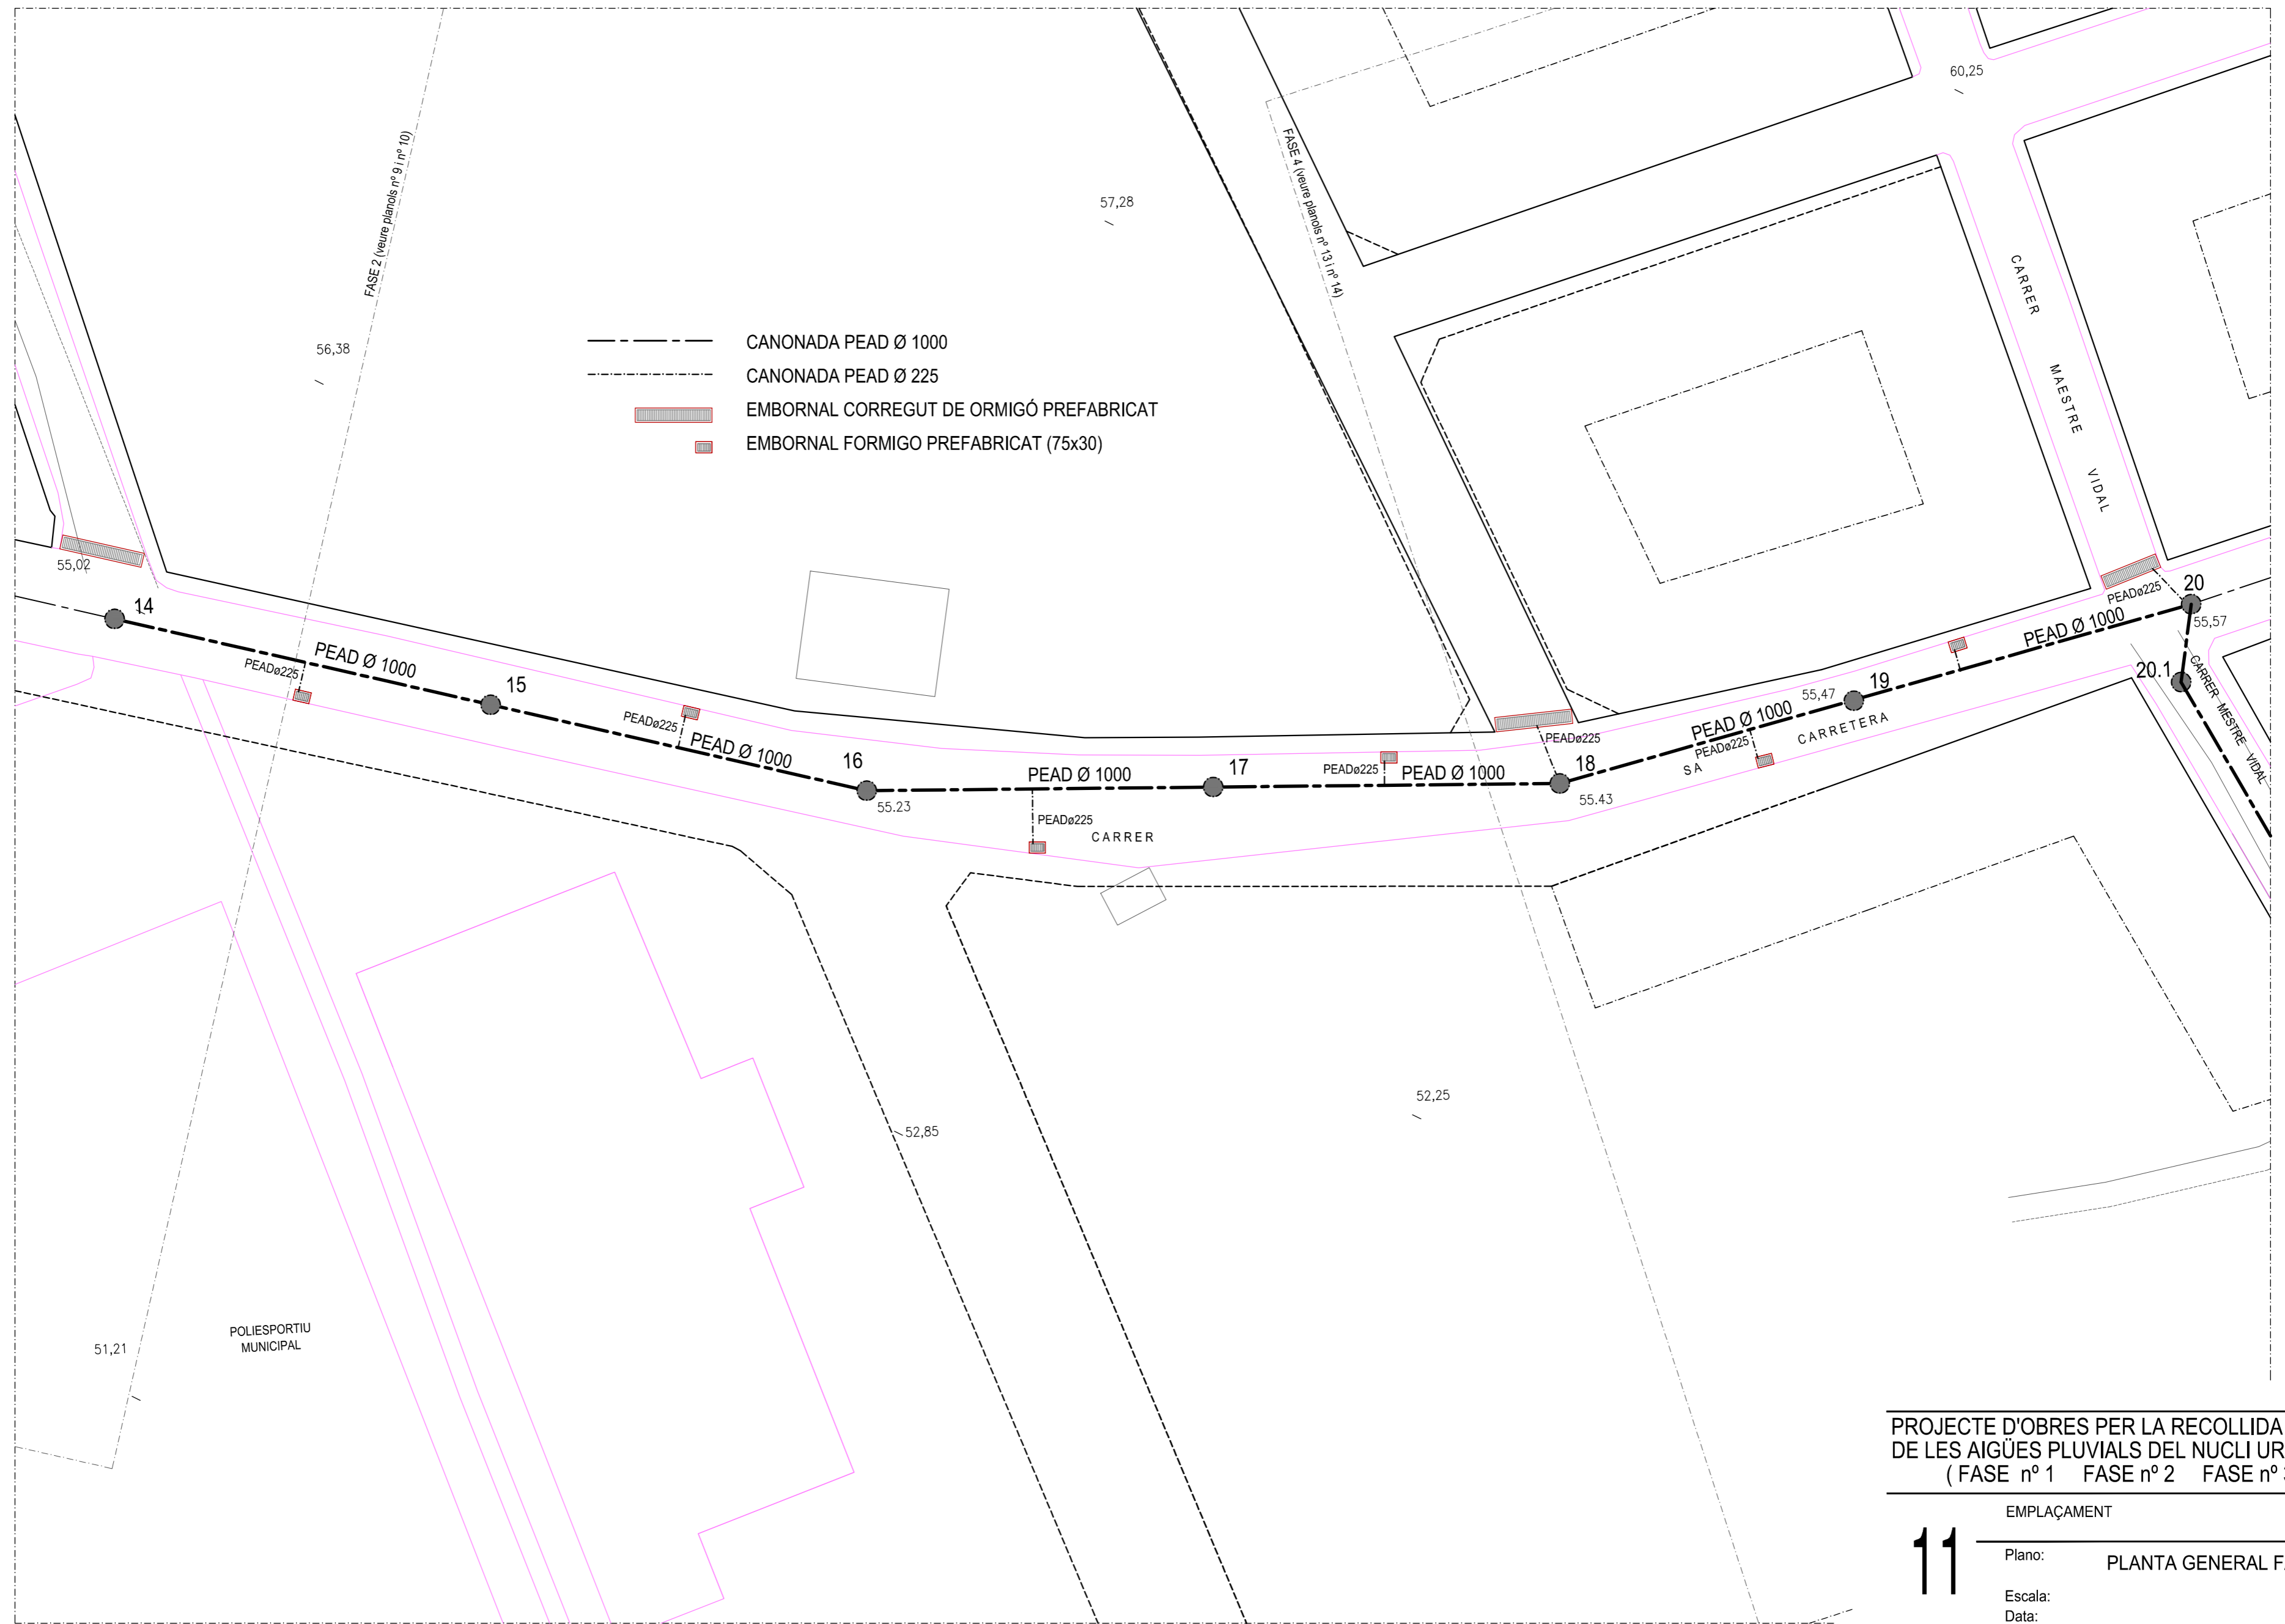 60,25
FASE 2 (veure planols nº 9 i nº 10)
FASE 4 (veure planols nº 13 i nº 14)
57,28
56,38
CANONADA PEAD Ø 1000
CANONADA PEAD Ø 225
EMBORNAL CORREGUT DE ORMIGÓ PREFABRICAT
EMBORNAL FORMIGO PREFABRICAT (75x30)
CARRER MAESTRE VIDAL
55,02
14
PEADø225
PEAD Ø 1000
15
PEADø225
PEAD Ø 1000
16
55.23
PEAD Ø 1000
PEADø225
CARRER
17
PEADø225
PEAD Ø 1000
PEADø225
18
55.43
SA
PEAD Ø 1000
PEADø225
55,47
19
CARRETERA
PEAD Ø 1000
PEADø225
20
55,57
20.1
CARRER MESTRE VIDAL
52,85
52,25
51,21
POLIESPORTIU
MUNICIPAL
PROJECTE D'OBRES PER LA RECOLLIDA
DE LES AIGÜES PLUVIALS DEL NUCLI UR
( FASE nº 1 FASE nº 2 FASE nº
EMPLAÇAMENT
11
Plano: PLANTA GENERAL F
Escala:
Data: